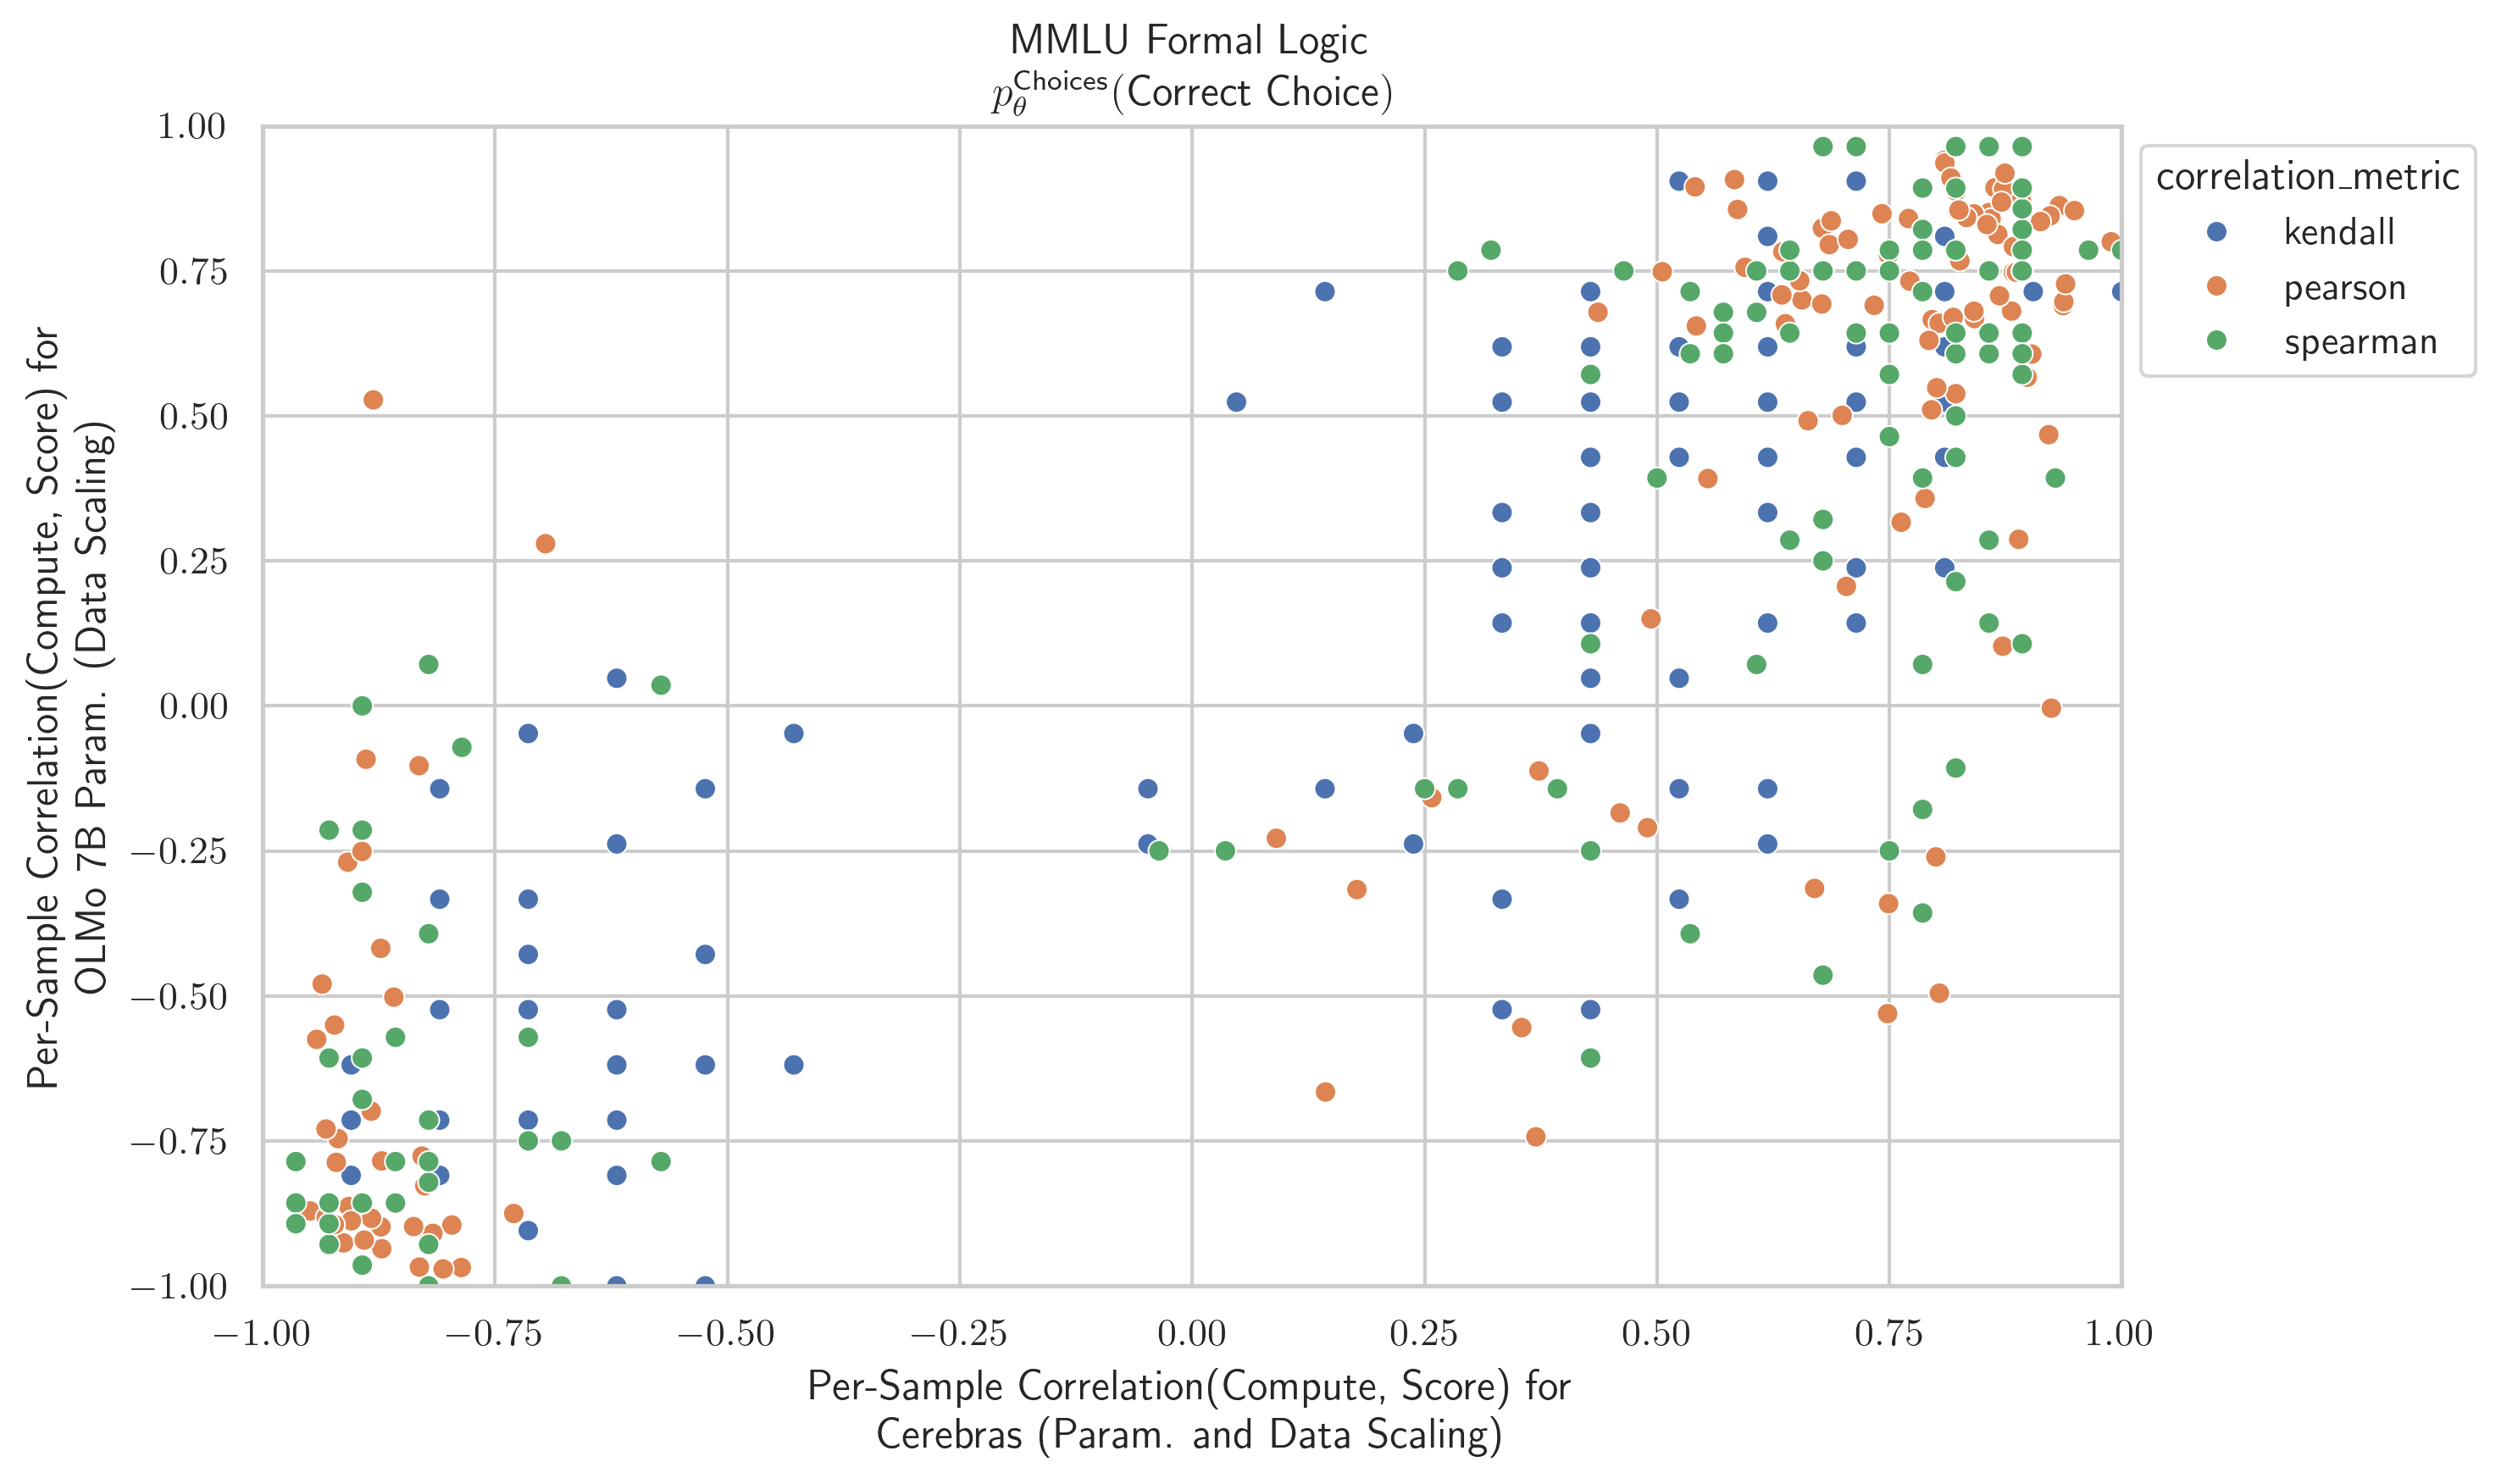 MMLU Formal Logic
p_θ^Choices(Correct Choice)
1.00
0.75
0.50
0.25
0.00
−0.25
−0.50
−0.75
−1.00
Per-Sample Correlation(Compute, Score) for
OLMo 7B Param. (Data Scaling)
−1.00 −0.75 −0.50 −0.25 0.00 0.25 0.50 0.75 1.00
Per-Sample Correlation(Compute, Score) for
Cerebras (Param. and Data Scaling)
correlation_metric
kendall
pearson
spearman